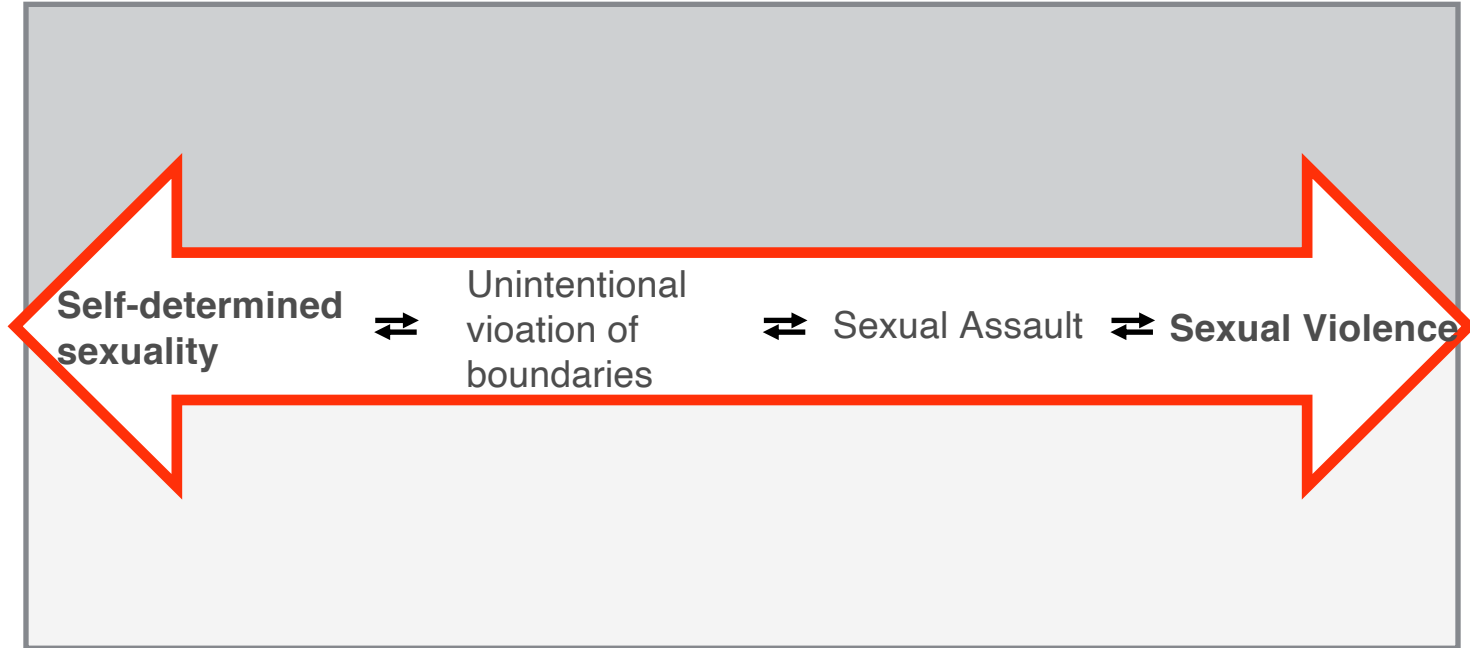 Self-determined
sexuality
Unintentional
vioation of
boundaries
Sexual Assault
Sexual Violence